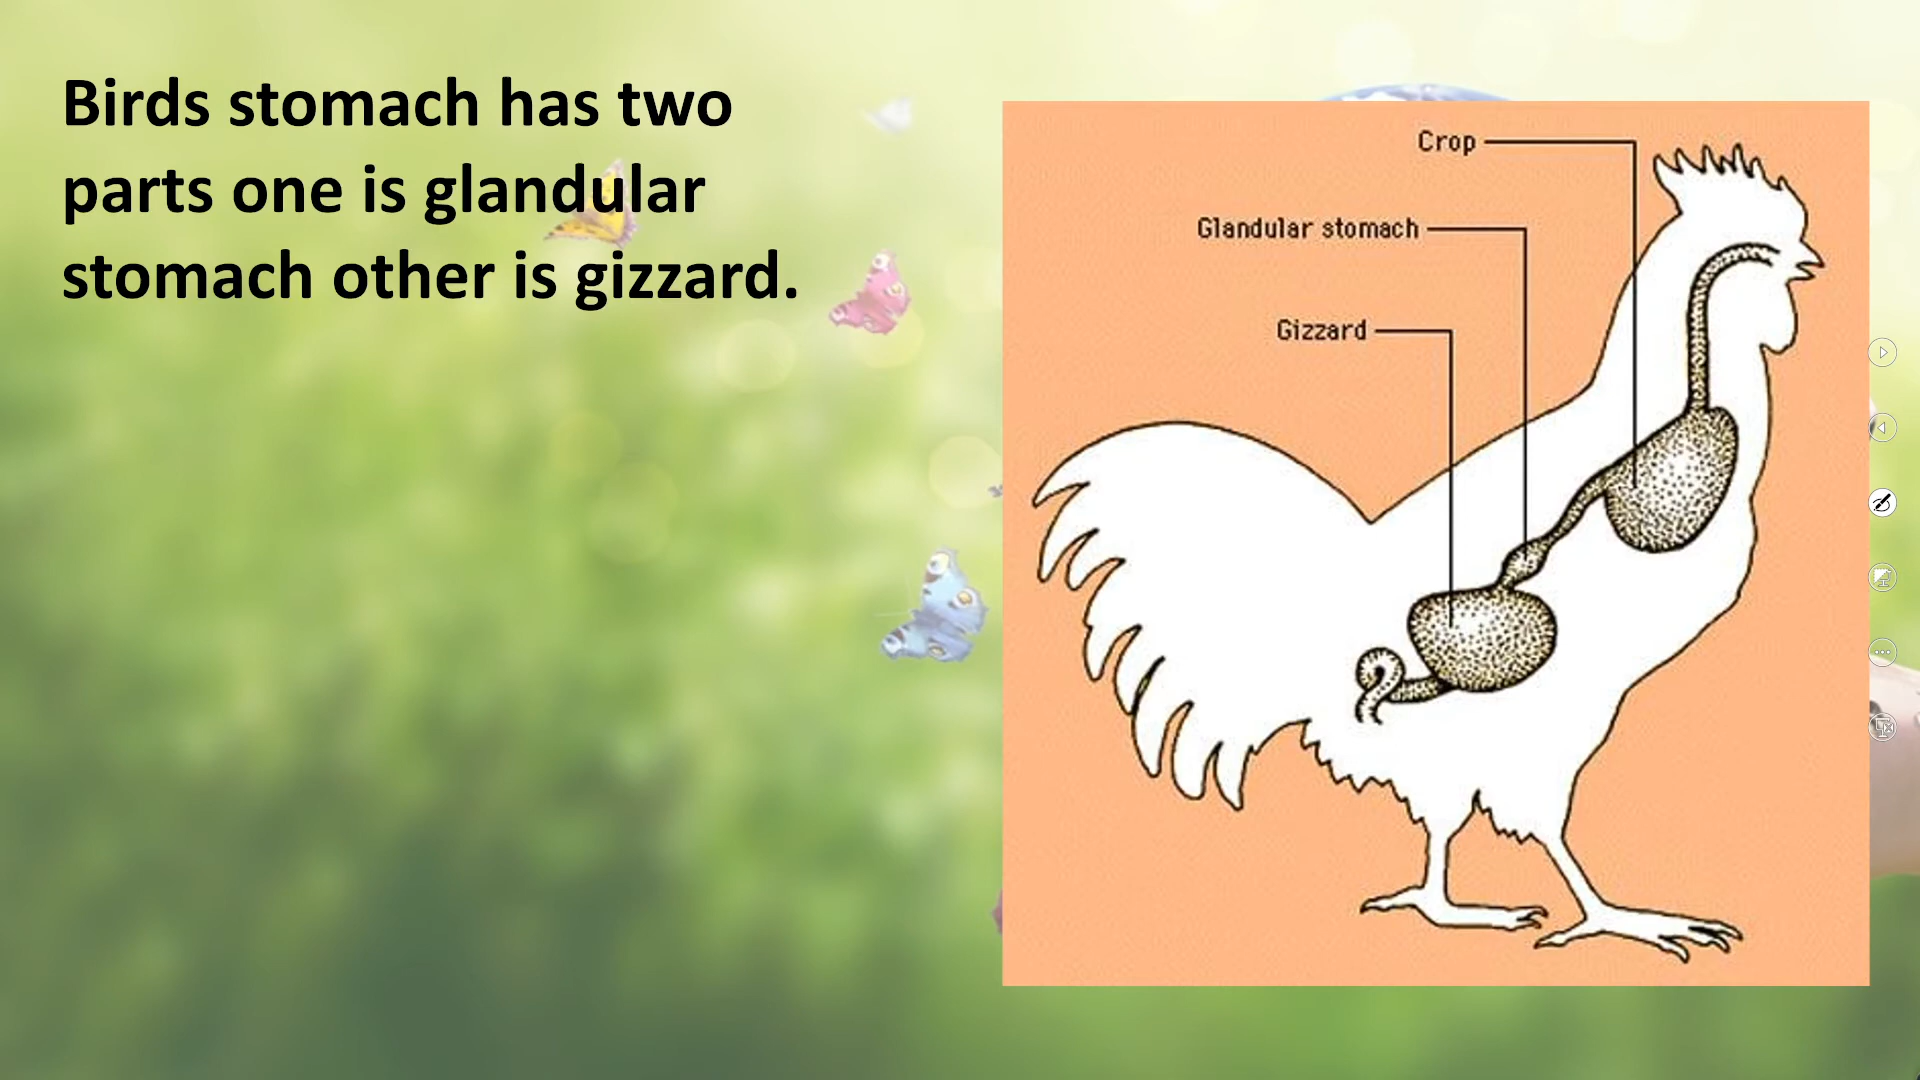 Birds stomach has two
parts one is glandular
stomach other is gizzard.
Crop
Glandular stomach
Gizzard